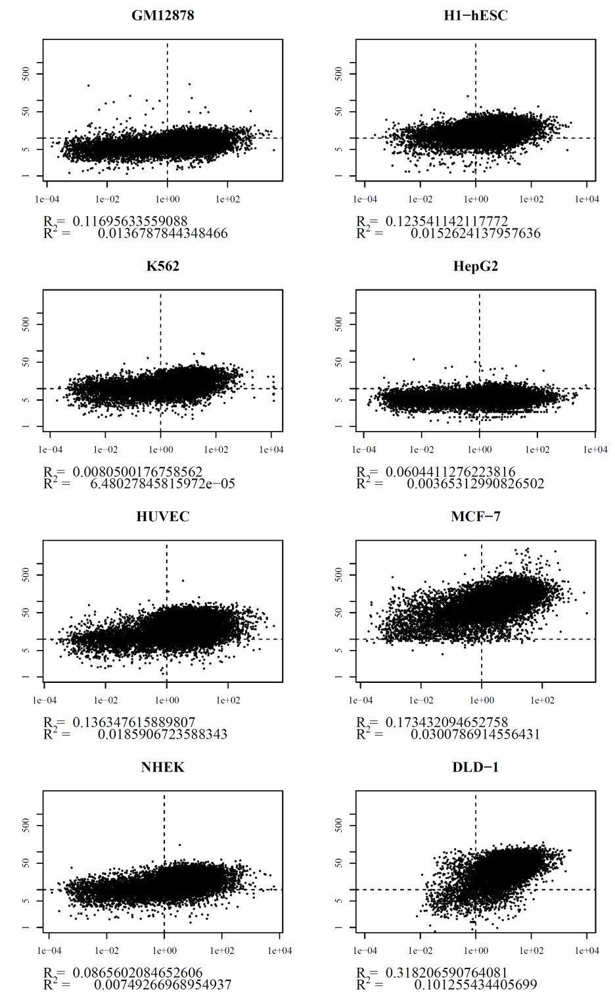 GM12878
500
50
5
1
1e−04 1e−02 1e+00 1e+02
R = 0.11695633559088
R2 = 0.0136787844348466
H1−hESC
500
50
5
1
1e−04 1e−02 1e+00 1e+02 1e+04
R = 0.123541142117772
R2 = 0.0152624137957636
K562
500
50
5
1
1e−04 1e−02 1e+00 1e+02 1e+04
R = 0.0080500176758562
R2 = 6.48027845815972e−05
HepG2
500
50
5
1
1e−04 1e−02 1e+00 1e+02 1e+04
R = 0.0604411276223816
R2 = 0.00365312990826502
HUVEC
500
50
5
1
1e−04 1e−02 1e+00 1e+02
R = 0.136347615889807
R2 = 0.0185906723588343
MCF−7
500
50
5
1
1e−04 1e−02 1e+00 1e+02
R = 0.173432094652758
R2 = 0.0300786914556431
NHEK
500
50
5
1
1e−04 1e−02 1e+00 1e+02 1e+04
R = 0.0865602084652606
R2 = 0.00749266968954937
DLD−1
500
50
5
1
1e−04 1e−02 1e+00 1e+02 1e+04
R = 0.318206590764081
R2 = 0.101255434405699